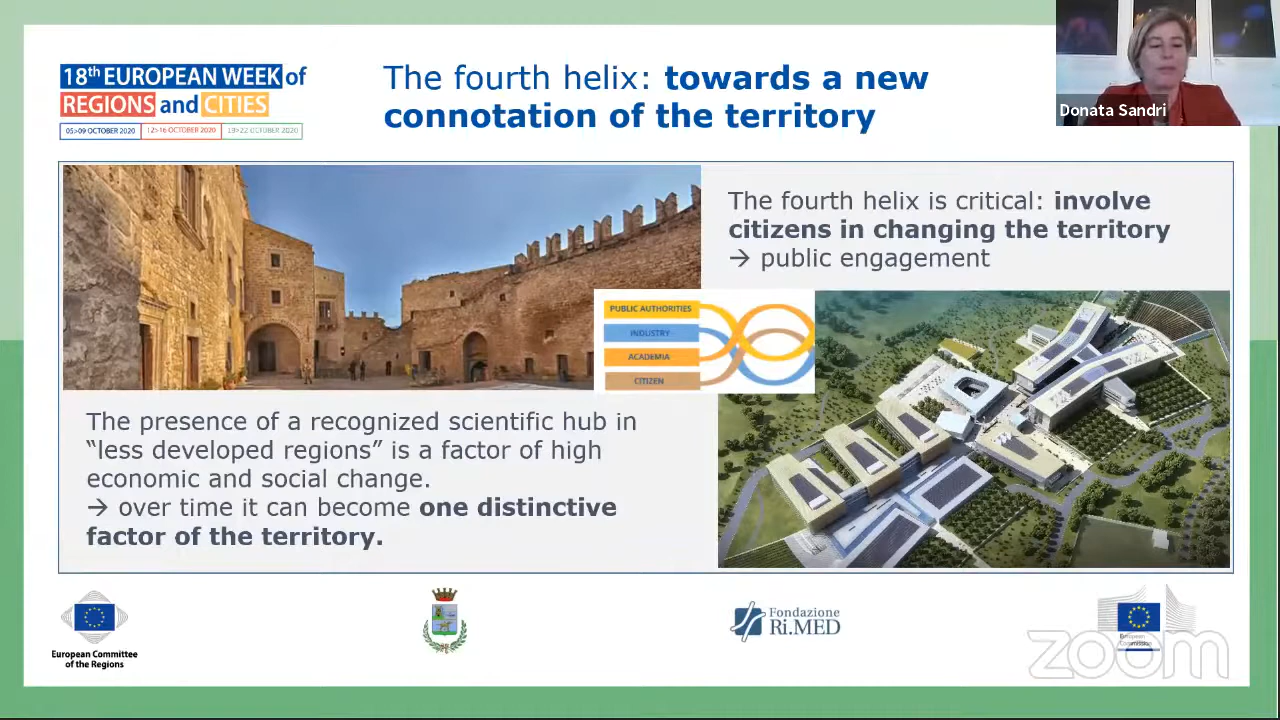 18th EUROPEAN WEEK of
REGIONS and CITIES
05>09 OCTOBER 2020
12>16 OCTOBER 2020
19>22 OCTOBER 2020
The fourth helix: towards a new
connotation of the territory
Donata Sandri
The fourth helix is critical: involve
citizens in changing the territory
→ public engagement
PUBLIC AUTHORITIES
INDUSTRY
ACADEMIA
CITIZEN
The presence of a recognized scientific hub in
“less developed regions” is a factor of high
economic and social change.
→ over time it can become one distinctive
factor of the territory.
European Committee
of the Regions
Fondazione
Ri.MED
European
Commission
zoom